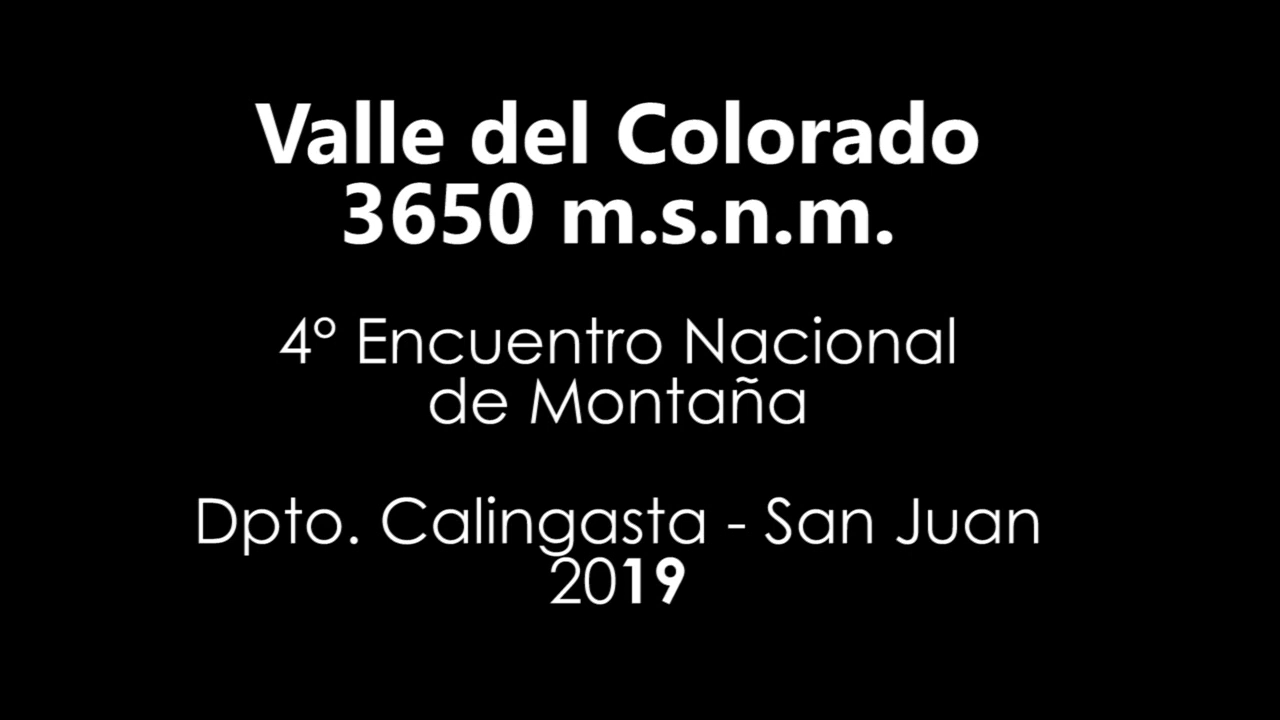 Valle del Colorado
3650 m.s.n.m.
4º Encuentro Nacional
de Montaña
Dpto. Calingasta - San Juan
2019